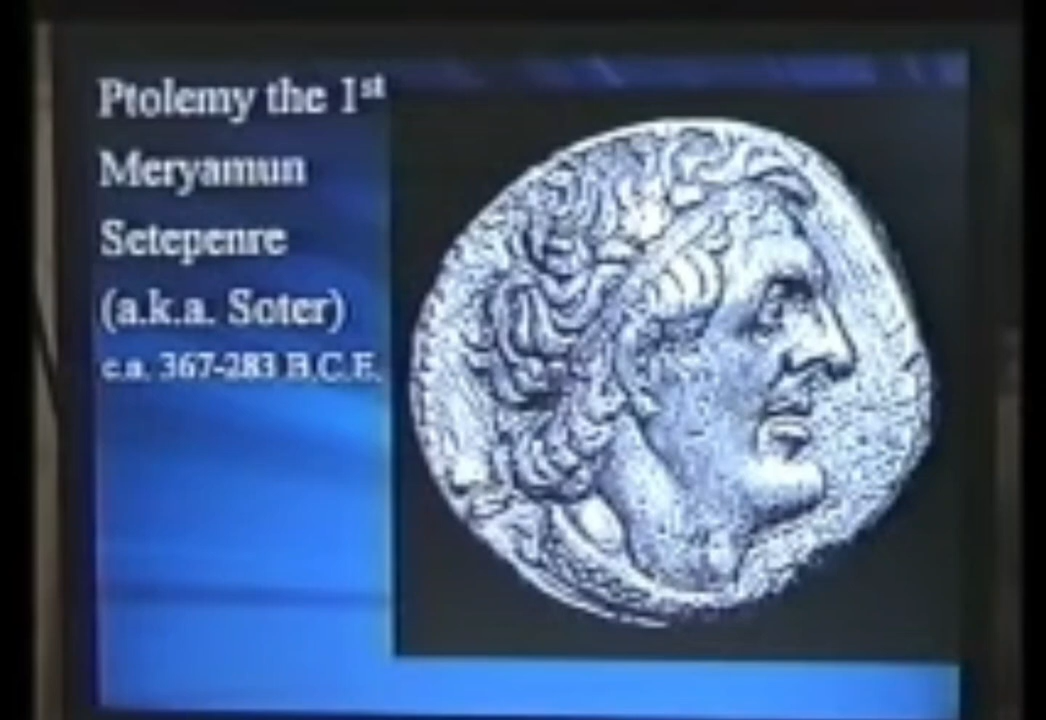 Ptolemy the 1st
Meryamun
Setepenre
(a.k.a. Soter)
c.a. 367-283 B.C.E.